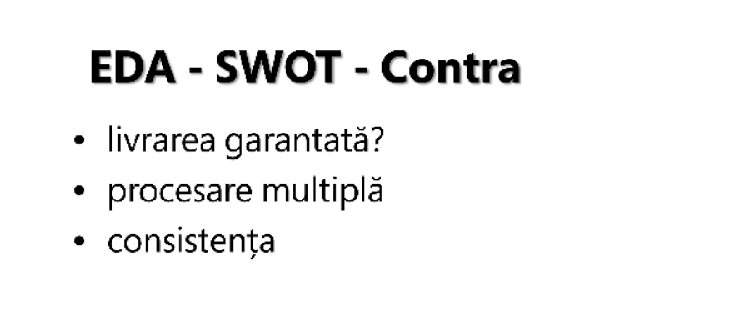 EDA - SWOT - Contra
• livrarea garantată?
• procesare multiplă
• consistența